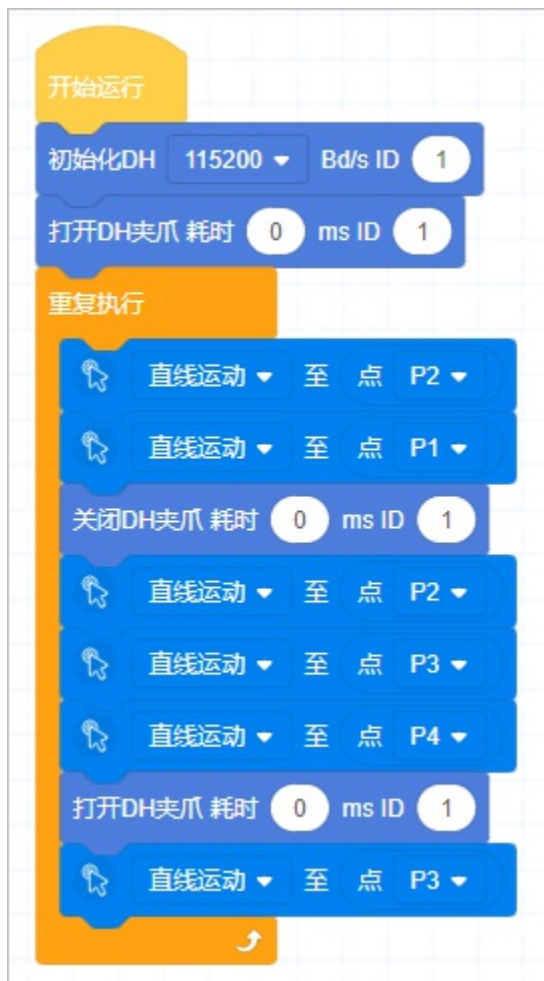 开始运行
初始化DH 115200 Bd/s ID 1
打开DH夹爪 耗时 0 ms ID 1
重复执行
直线运动 至 点 P2
直线运动 至 点 P1
关闭DH夹爪 耗时 0 ms ID 1
直线运动 至 点 P2
直线运动 至 点 P3
直线运动 至 点 P4
打开DH夹爪 耗时 0 ms ID 1
直线运动 至 点 P3